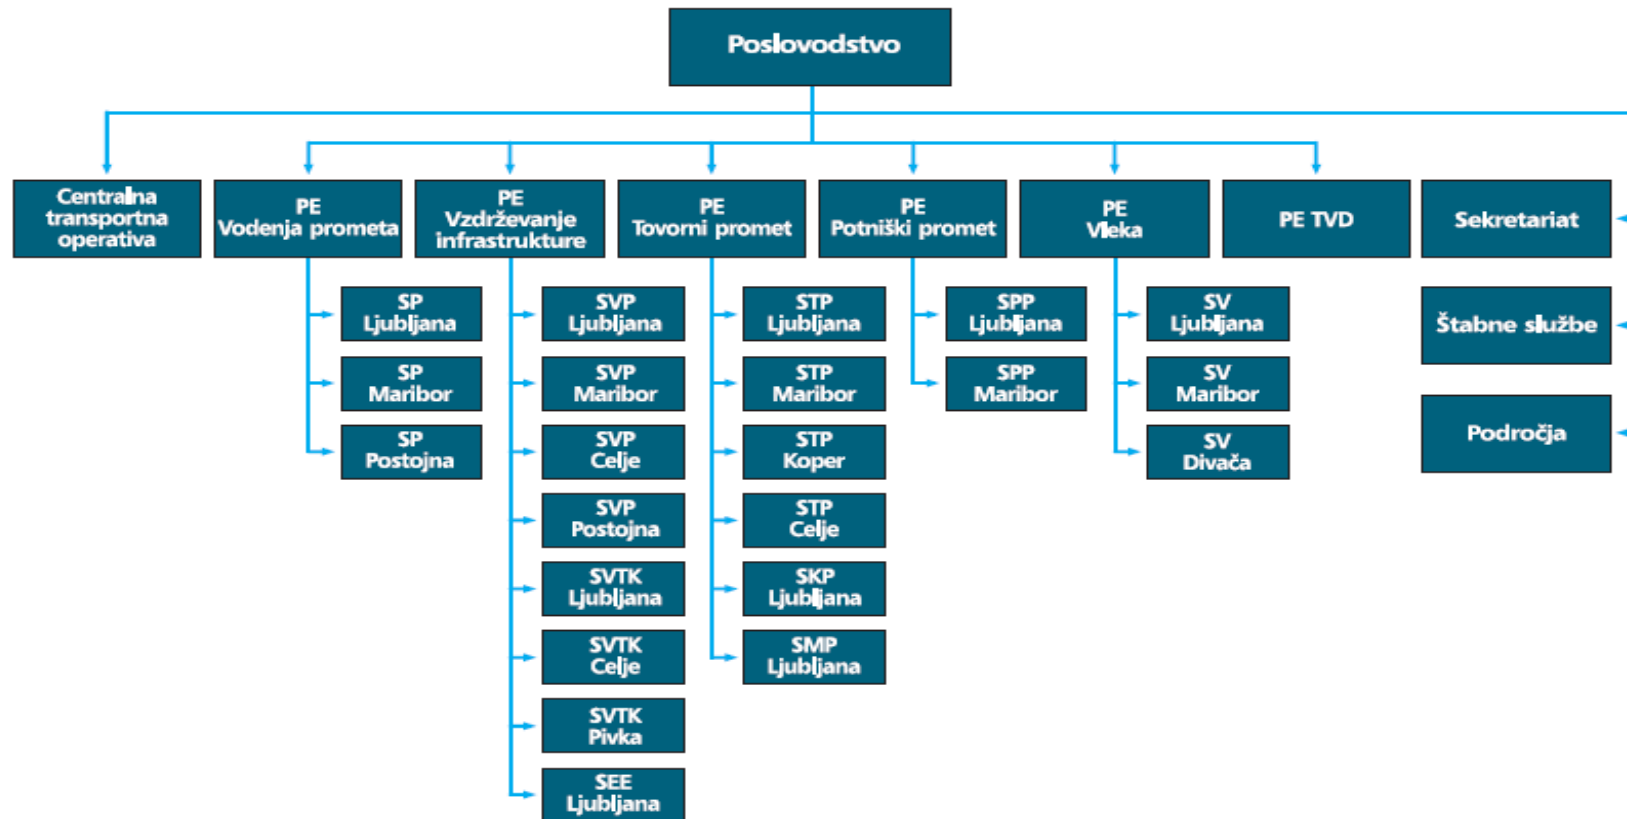 Poslovodstvo
Centralna
transportna
operativa
PE
Vodenja prometa
PE
Vzdrževanje
infrastrukture
PE
Tovorni promet
PE
Potniški promet
PE
Vleka
PE TVD
Sekretariat
SP
Ljubljana
SP
Maribor
SP
Postojna
SVP
Ljubljana
SVP
Maribor
SVP
Celje
SVP
Postojna
SVTK
Ljubljana
SVTK
Celje
SVTK
Pivka
SEE
Ljubljana
STP
Ljubljana
STP
Maribor
STP
Koper
STP
Celje
SKP
Ljubljana
SMP
Ljubljana
SPP
Ljubljana
SPP
Maribor
SV
Ljubljana
SV
Maribor
SV
Divača
Štabne službe
Področja